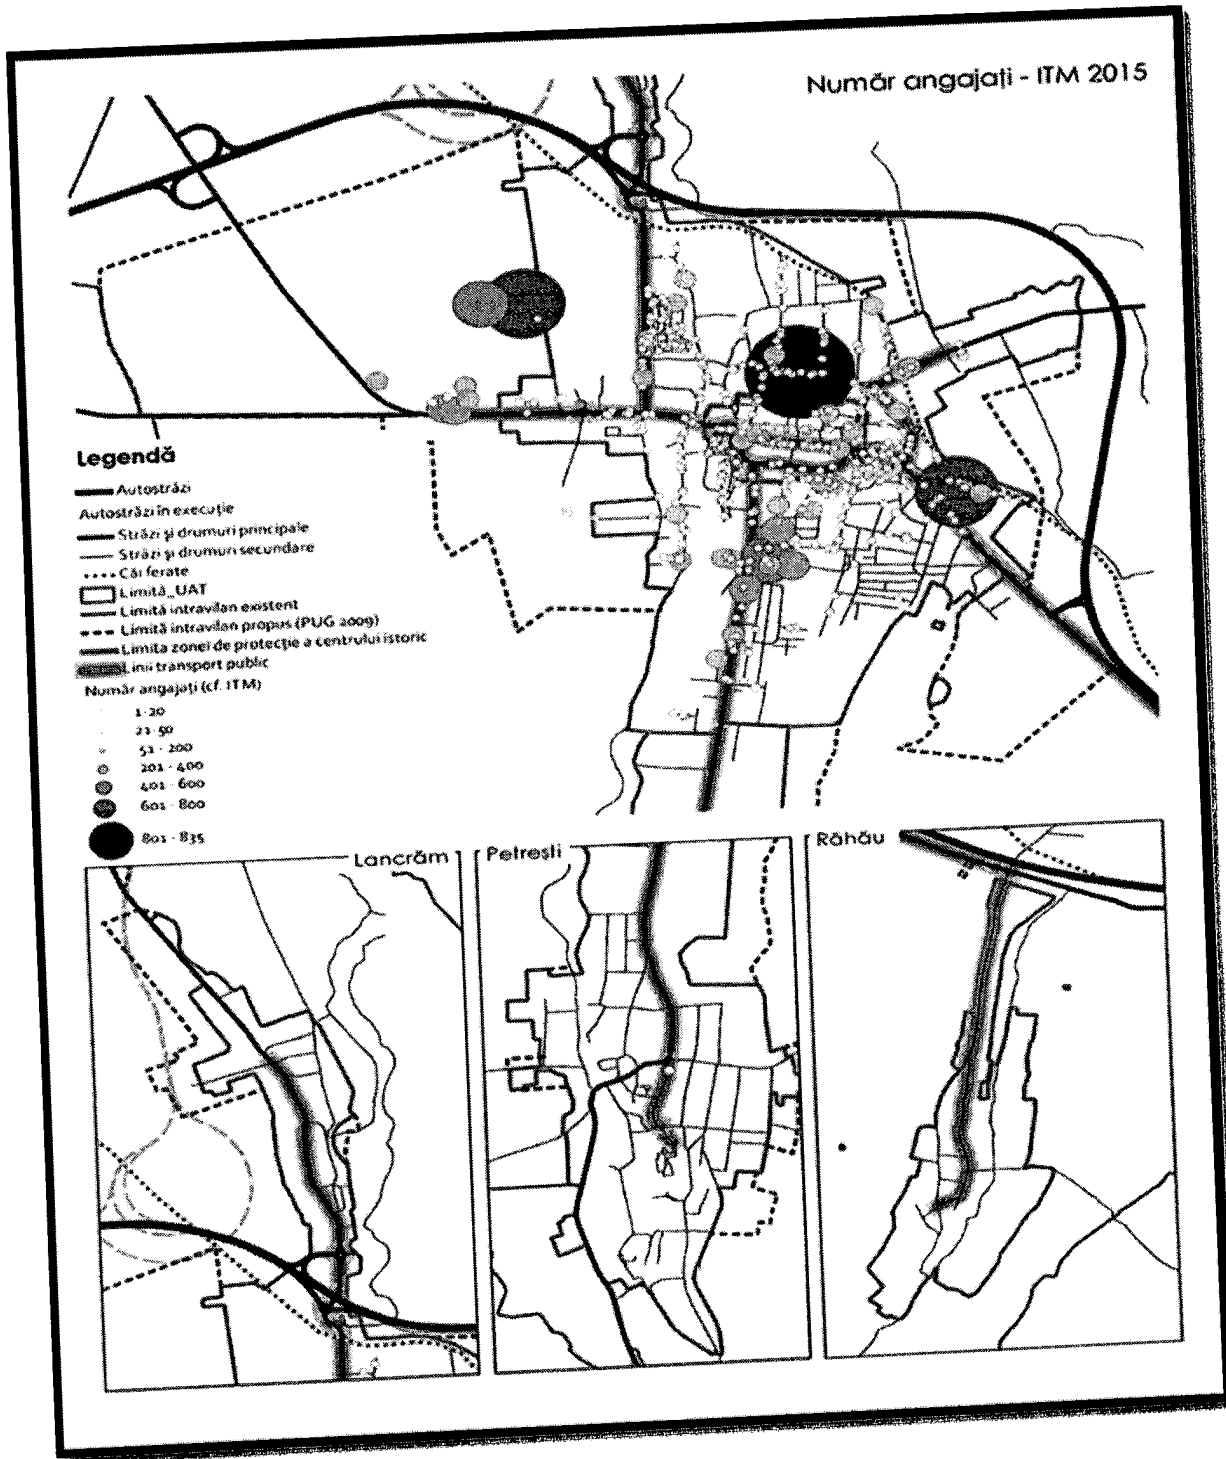 Număr angajați - ITM 2015
Legendă
Autostrăzi
Autostrăzi în execuție
Străzi și drumuri principale
Străzi și drumuri secundare
Căi ferate
Limită_UAT
Limită intravilan existent
Limită intravilan propus (PUG 2009)
Limita zonei de protecție a centrului istoric
Linii transport public
Număr angajați (cf. ITM)
1-20
21-50
51 - 200
201 - 400
401 - 600
601 - 800
801 - 835
Lancrăm
Petrești
Răhău